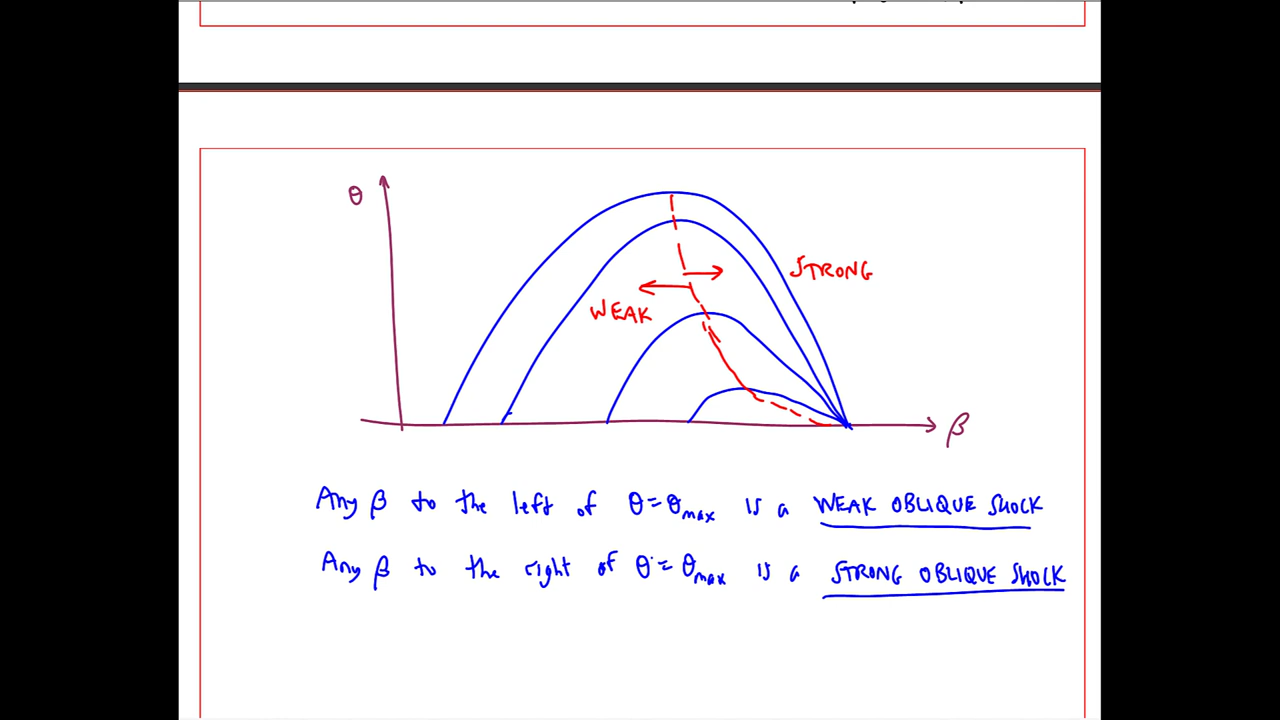 θ
STRONG
WEAK
β
Any β to the left of θ=θmax is a WEAK OBLIQUE SHOCK
Any β to the right of θ=θmax is a STRONG OBLIQUE SHOCK